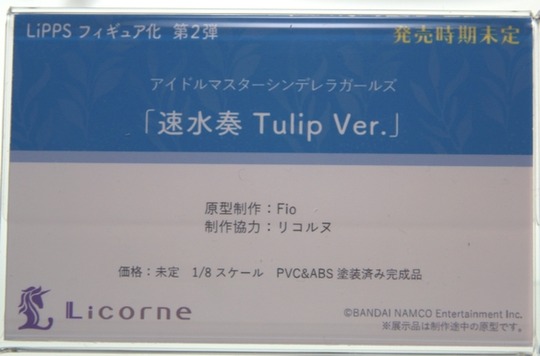 LiPPS フィギュア化 第2弾
発売時期未定
アイドルマスターシンデレラガールズ
「速水奏 Tulip Ver.」
原型制作：Fio
制作協力：リコルヌ
価格：未定 1/8 スケール PVC&ABS 塗装済み完成品
Licorne
©BANDAI NAMCO Entertainment Inc.
※展示品は制作途中の原型です。